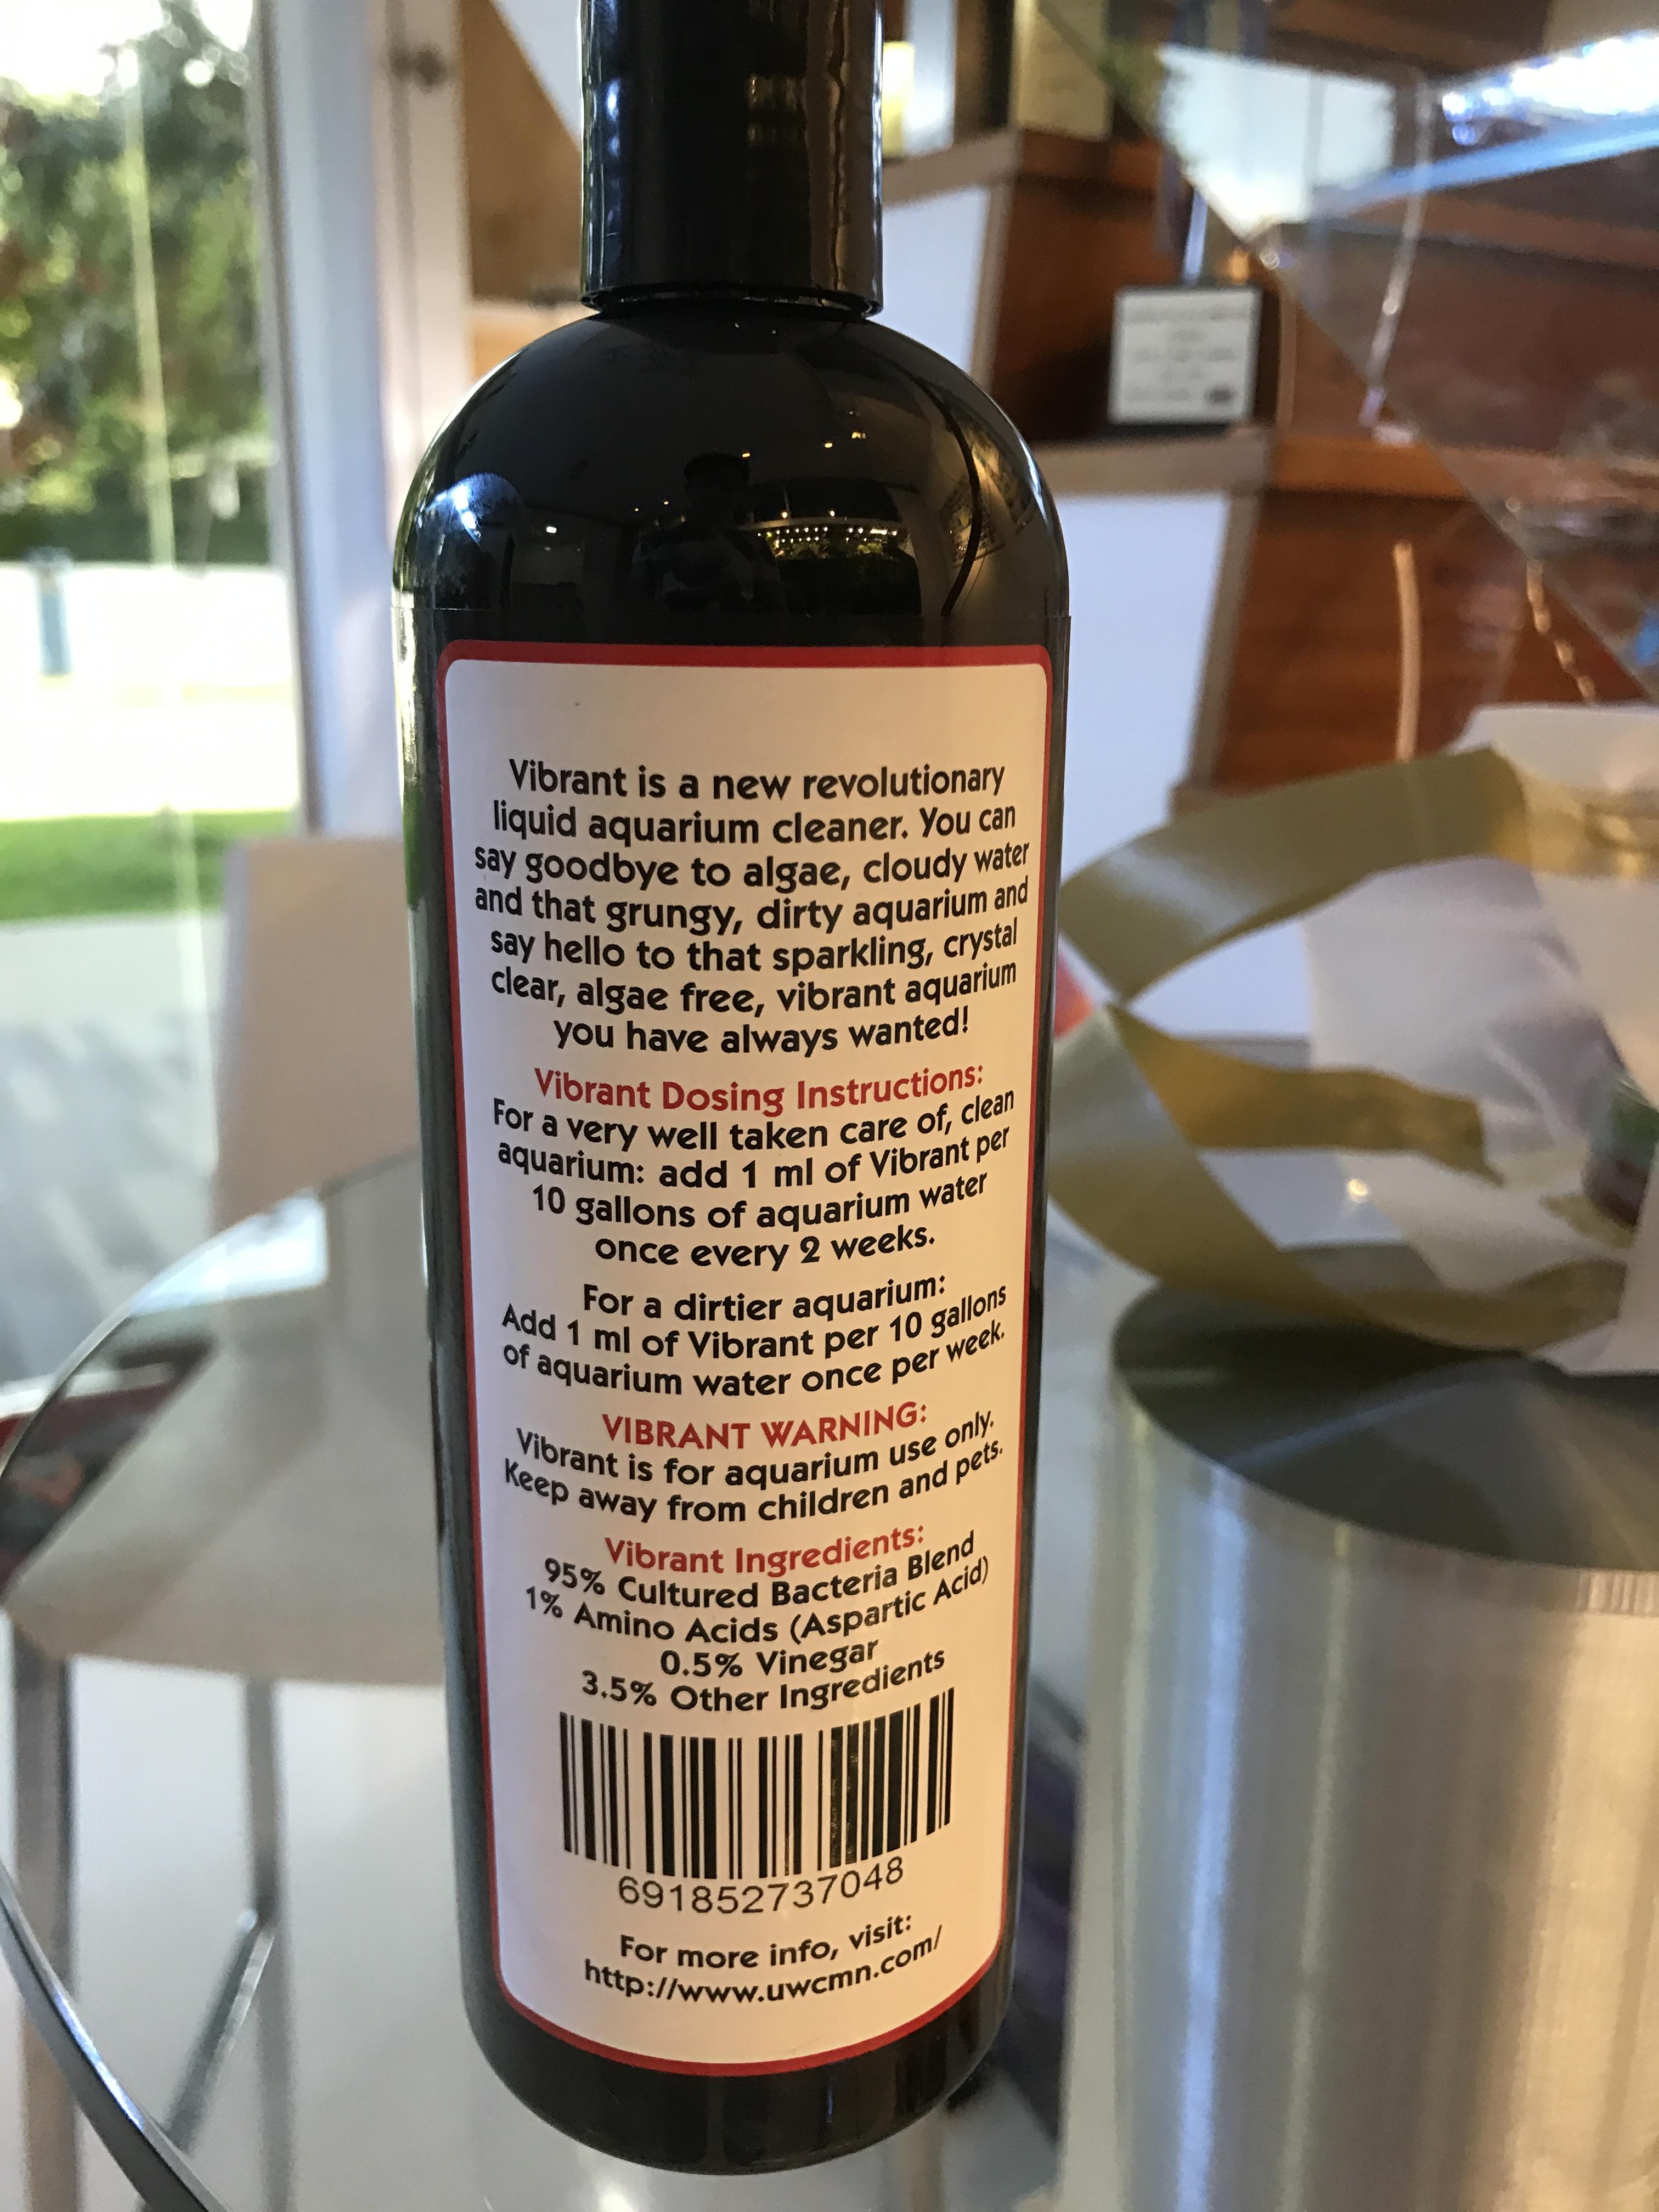 Vibrant is a new revolutionary
liquid aquarium cleaner. You can
say goodbye to algae, cloudy water
and that grungy, dirty aquarium and
say hello to that sparkling, crystal
clear, algae free, vibrant aquarium
you have always wanted!
Vibrant Dosing Instructions:
For a very well taken care of, clean
aquarium: add 1 ml of Vibrant per
10 gallons of aquarium water
once every 2 weeks.
For a dirtier aquarium:
Add 1 ml of Vibrant per 10 gallons
of aquarium water once per week.
VIBRANT WARNING:
Vibrant is for aquarium use only.
Keep away from children and pets.
Vibrant Ingredients:
95% Cultured Bacteria Blend
1% Amino Acids (Aspartic Acid)
0.5% Vinegar
3.5% Other Ingredients
691852737048
For more info, visit:
http://www.uwcmn.com/